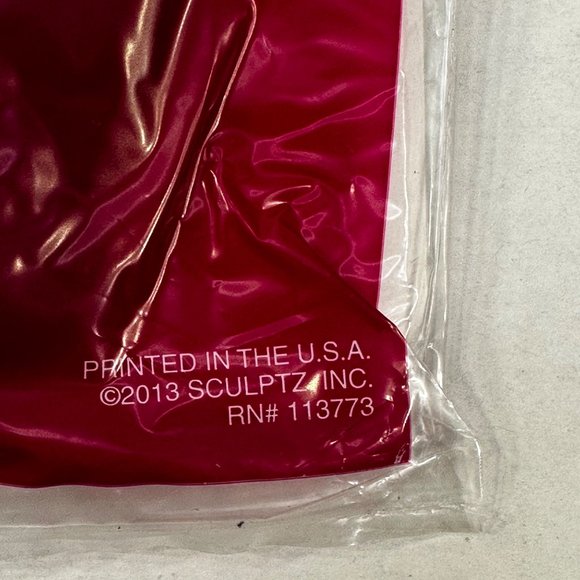 PRINTED IN THE U.S.A.
©2013 SCULPTZ, INC.
RN# 113773